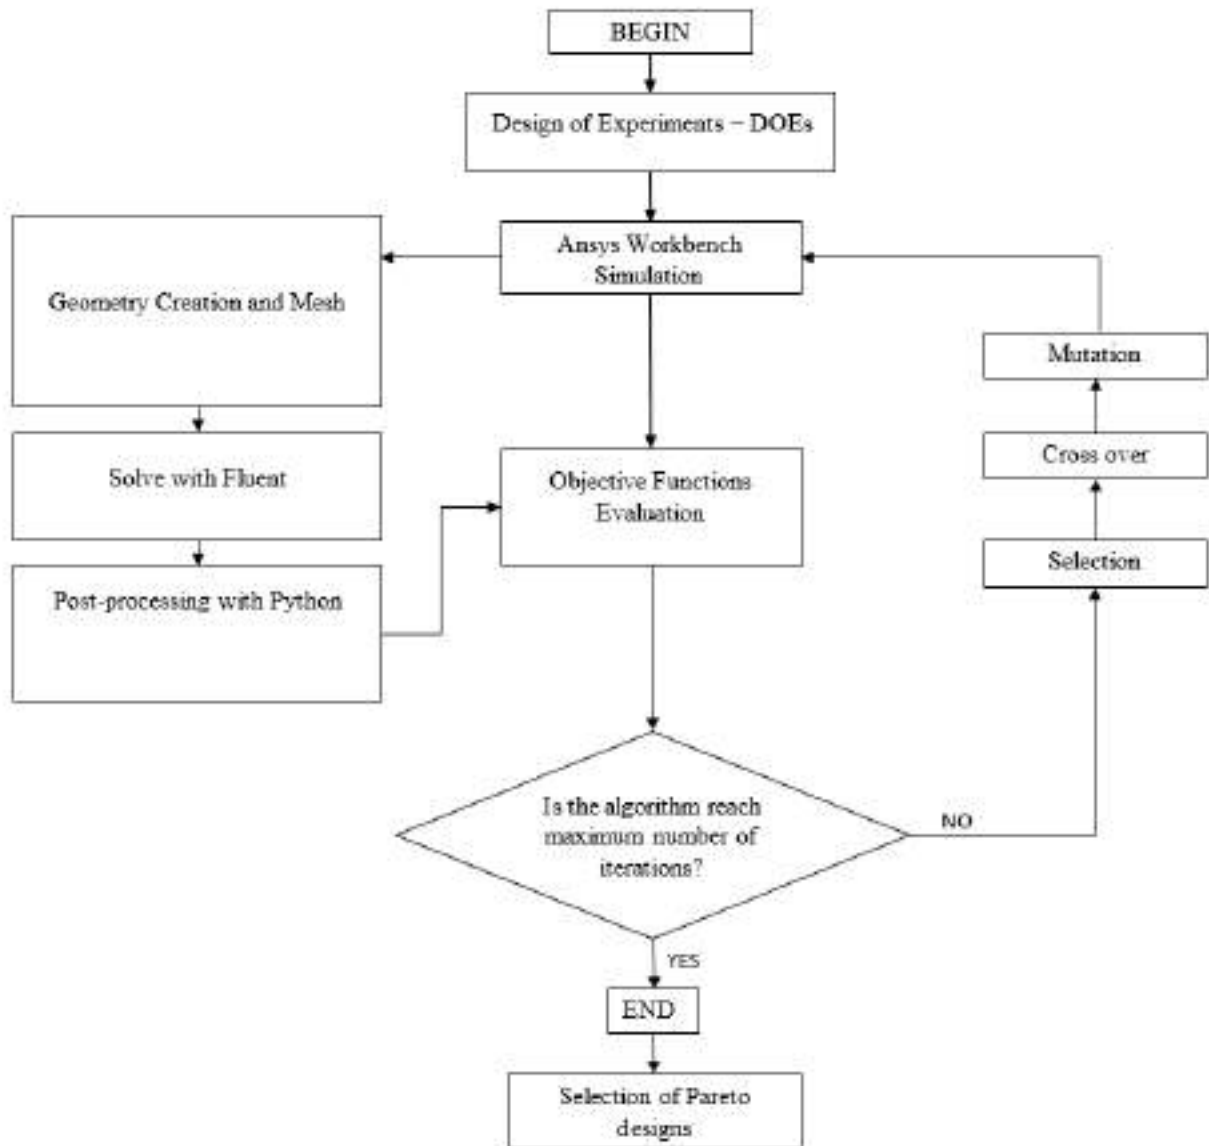 BEGIN
Design of Experiments – DOEs
Ansys Workbench
Simulation
Geometry Creation and Mesh
Solve with Fluent
Post-processing with Python
Objective Functions
Evaluation
Mutation
Cross over
Selection
Is the algorithm reach
maximum number of
iterations?
NO
YES
END
Selection of Pareto
designs